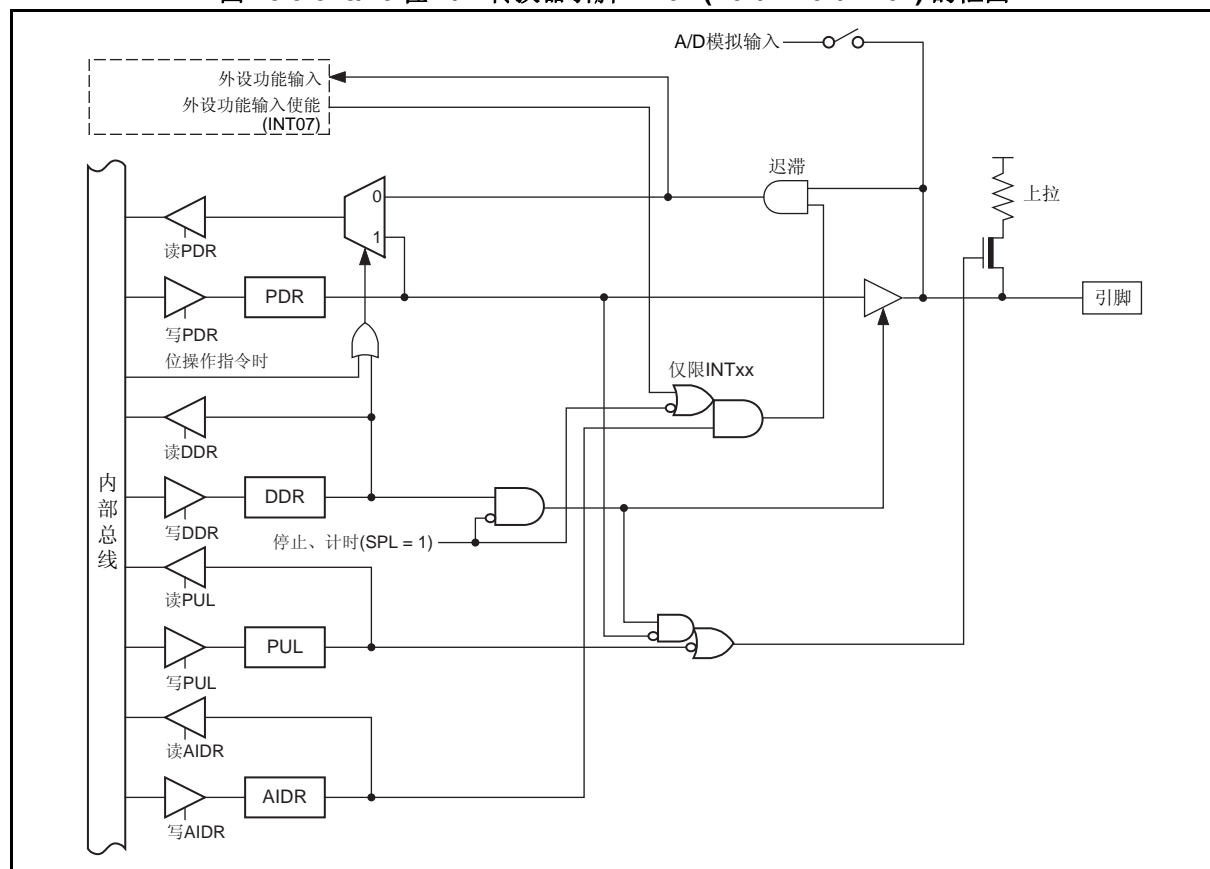 A/D模拟输入
外设功能输入
外设功能输入使能
(INT07)
迟滞
上拉
0
1
读PDR
PDR
引脚
写PDR
位操作指令时
仅限INTxx
读DDR
内部总线
DDR
写DDR
停止、计时(SPL = 1)
读PUL
PUL
写PUL
读AIDR
AIDR
写AIDR